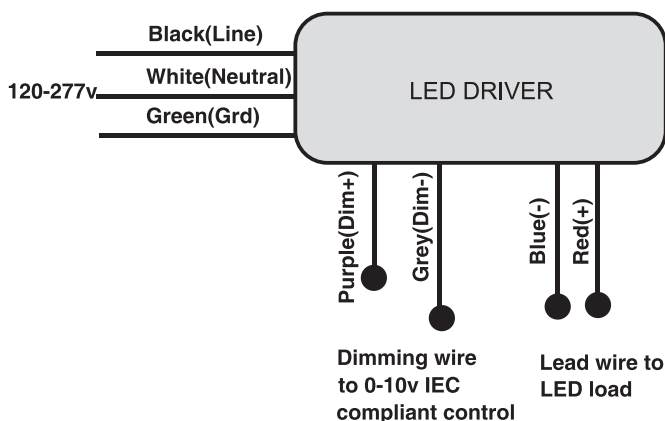 Black(Line)
120-277v
White(Neutral)
Green(Grd)
LED DRIVER
Purple(Dim+)
Grey(Dim-)
Blue(-)
Red(+)
Dimming wire
to 0-10v IEC
compliant control
Lead wire to
LED load